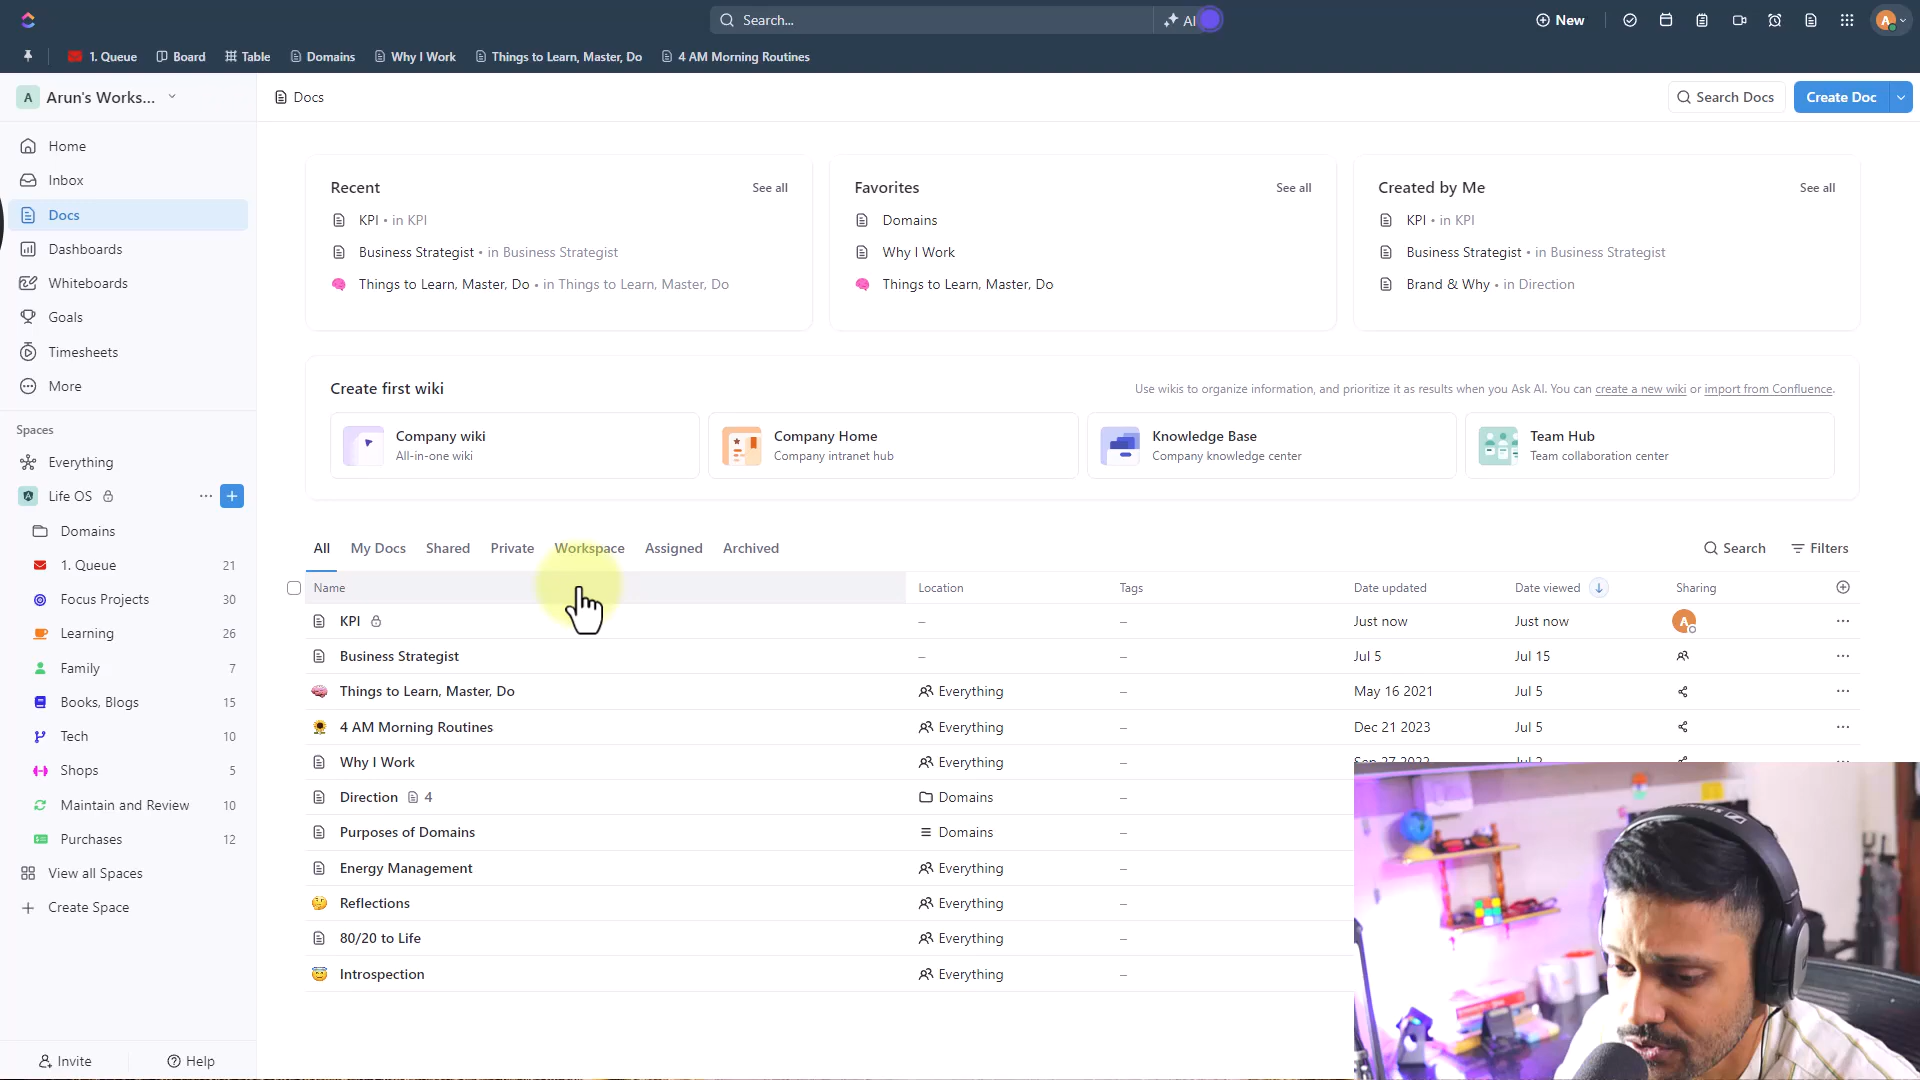 Search...
AI
New
A
1. Queue
Board
Table
Domains
Why I Work
Things to Learn, Master, Do
4 AM Morning Routines
A Arun's Works...
Docs
Search Docs
Create Doc
Home
Inbox
Docs
Dashboards
Whiteboards
Goals
Timesheets
More
Spaces
Everything
Life OS
Domains
1. Queue 21
Focus Projects 30
Learning 26
Family 7
Books, Blogs 15
Tech 10
Shops 5
Maintain and Review 10
Purchases 12
View all Spaces
Create Space
Invite
Help
Recent See all
KPI • in KPI
Business Strategist • in Business Strategist
Things to Learn, Master, Do • in Things to Learn, Master, Do
Favorites See all
Domains
Why I Work
Things to Learn, Master, Do
Created by Me See all
KPI • in KPI
Business Strategist • in Business Strategist
Brand & Why • in Direction
Create first wiki
Use wikis to organize information, and prioritize it as results when you Ask AI. You can create a new wiki or import from Confluence.
Company wiki
All-in-one wiki
Company Home
Company intranet hub
Knowledge Base
Company knowledge center
Team Hub
Team collaboration center
All My Docs Shared Private Workspace Assigned Archived
Search Filters
Name Location Tags Date updated Date viewed Sharing
KPI – – Just now Just now A
Business Strategist – – Jul 5 Jul 15
Things to Learn, Master, Do Everything – May 16 2021 Jul 5
4 AM Morning Routines Everything – Dec 21 2023 Jul 5
Why I Work Everything –
Direction 4 Domains –
Purposes of Domains Domains –
Energy Management Everything –
Reflections Everything –
80/20 to Life Everything –
Introspection Everything –